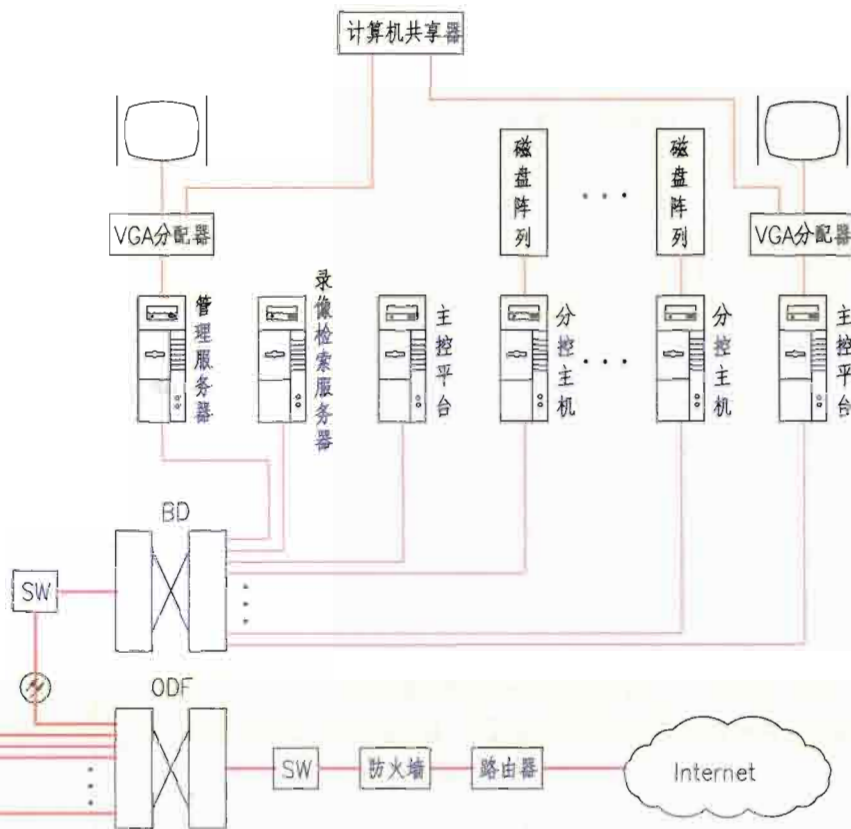 计算机共享器
磁盘阵列
磁盘阵列
VGA分配器
VGA分配器
管理服务器
录像检索服务器
主控平台
分控主机
分控主机
主控平台
BD
SW
ODF
SW
防火墙
路由器
Internet